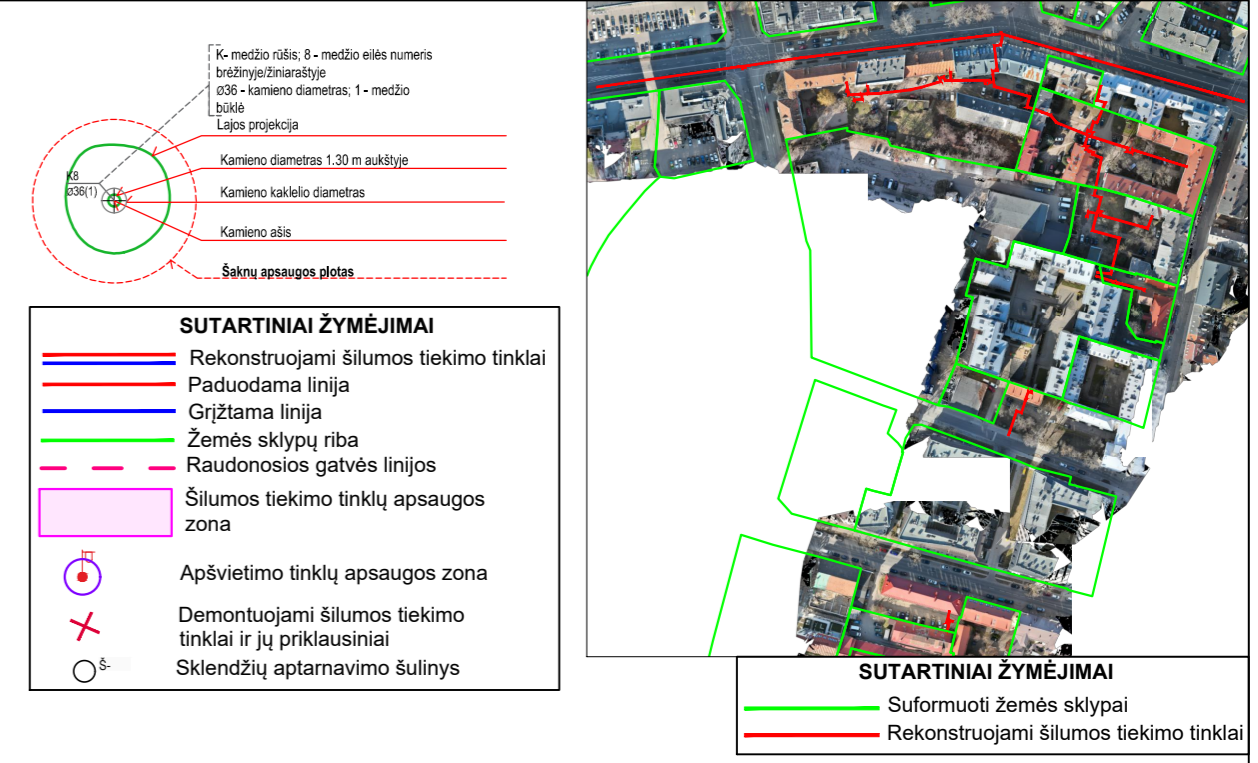 K- medžio rūšis; 8 - medžio eilės numeris
brėžinyje/žiniaraštyje
ø36 - kamieno diametras; 1 - medžio
būklė
Lajos projekcija
Kamieno diametras 1.30 m aukštyje
K8
ø36(1)
Kamieno kaklelio diametras
Kamieno ašis
Šaknų apsaugos plotas
SUTARTINIAI ŽYMĖJIMAI
Rekonstruojami šilumos tiekimo tinklai
Paduodama linija
Grįžtama linija
Žemės sklypų riba
Raudonosios gatvės linijos
Šilumos tiekimo tinklų apsaugos
zona
Apšvietimo tinklų apsaugos zona
Demontuojami šilumos tiekimo
tinklai ir jų priklausiniai
Š-
Sklendžių aptarnavimo šulinys
SUTARTINIAI ŽYMĖJIMAI
Suformuoti žemės sklypai
Rekonstruojami šilumos tiekimo tinklai